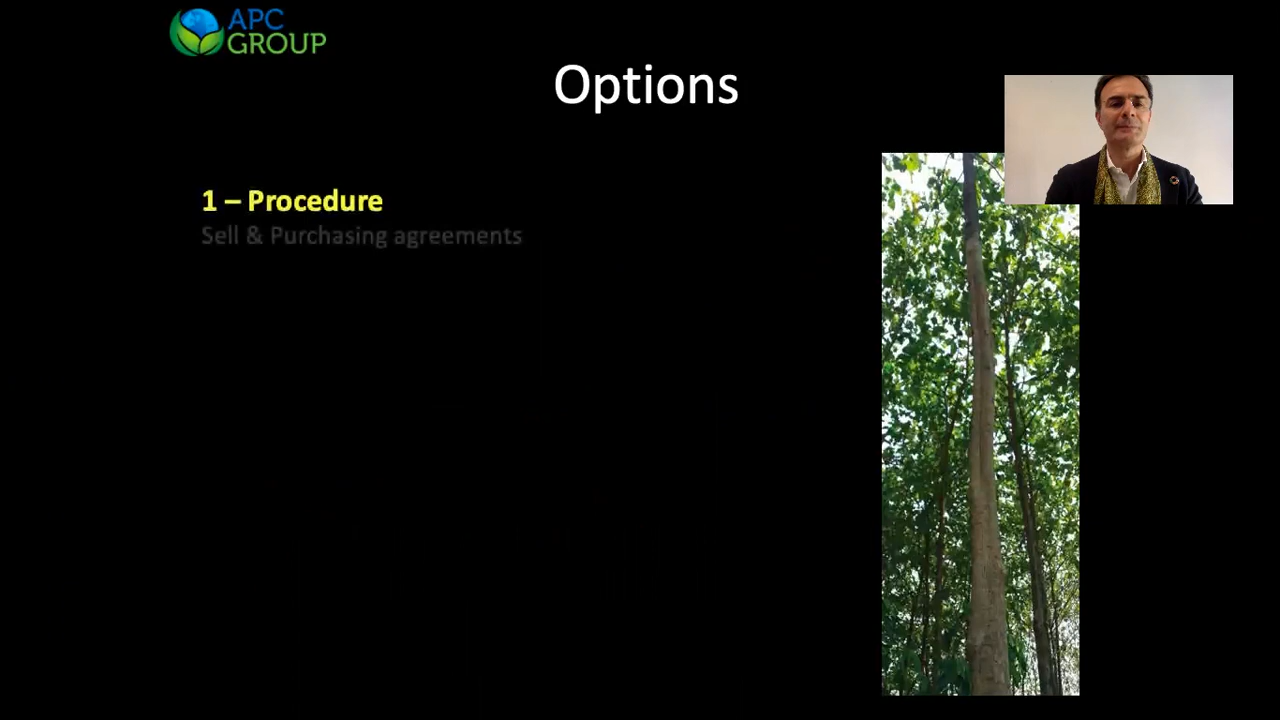 APC
GROUP
Options
1 – Procedure
Sell & Purchasing agreements